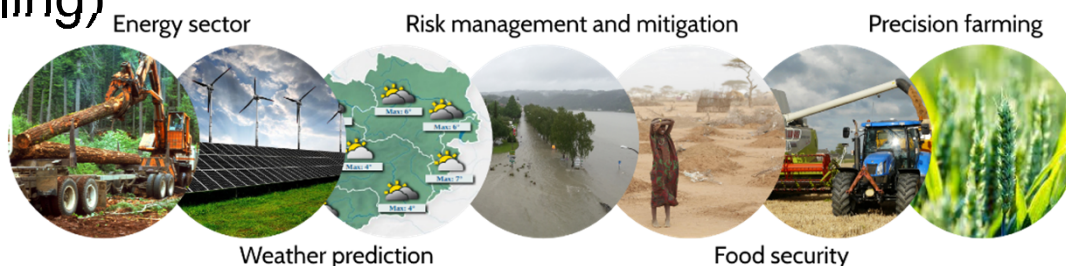 ling)
Energy sector
Risk management and mitigation
Precision farming
Max: 6°
Max: 6°
Max: 4°
Max: 7°
Max: 4°
Weather prediction
Food security